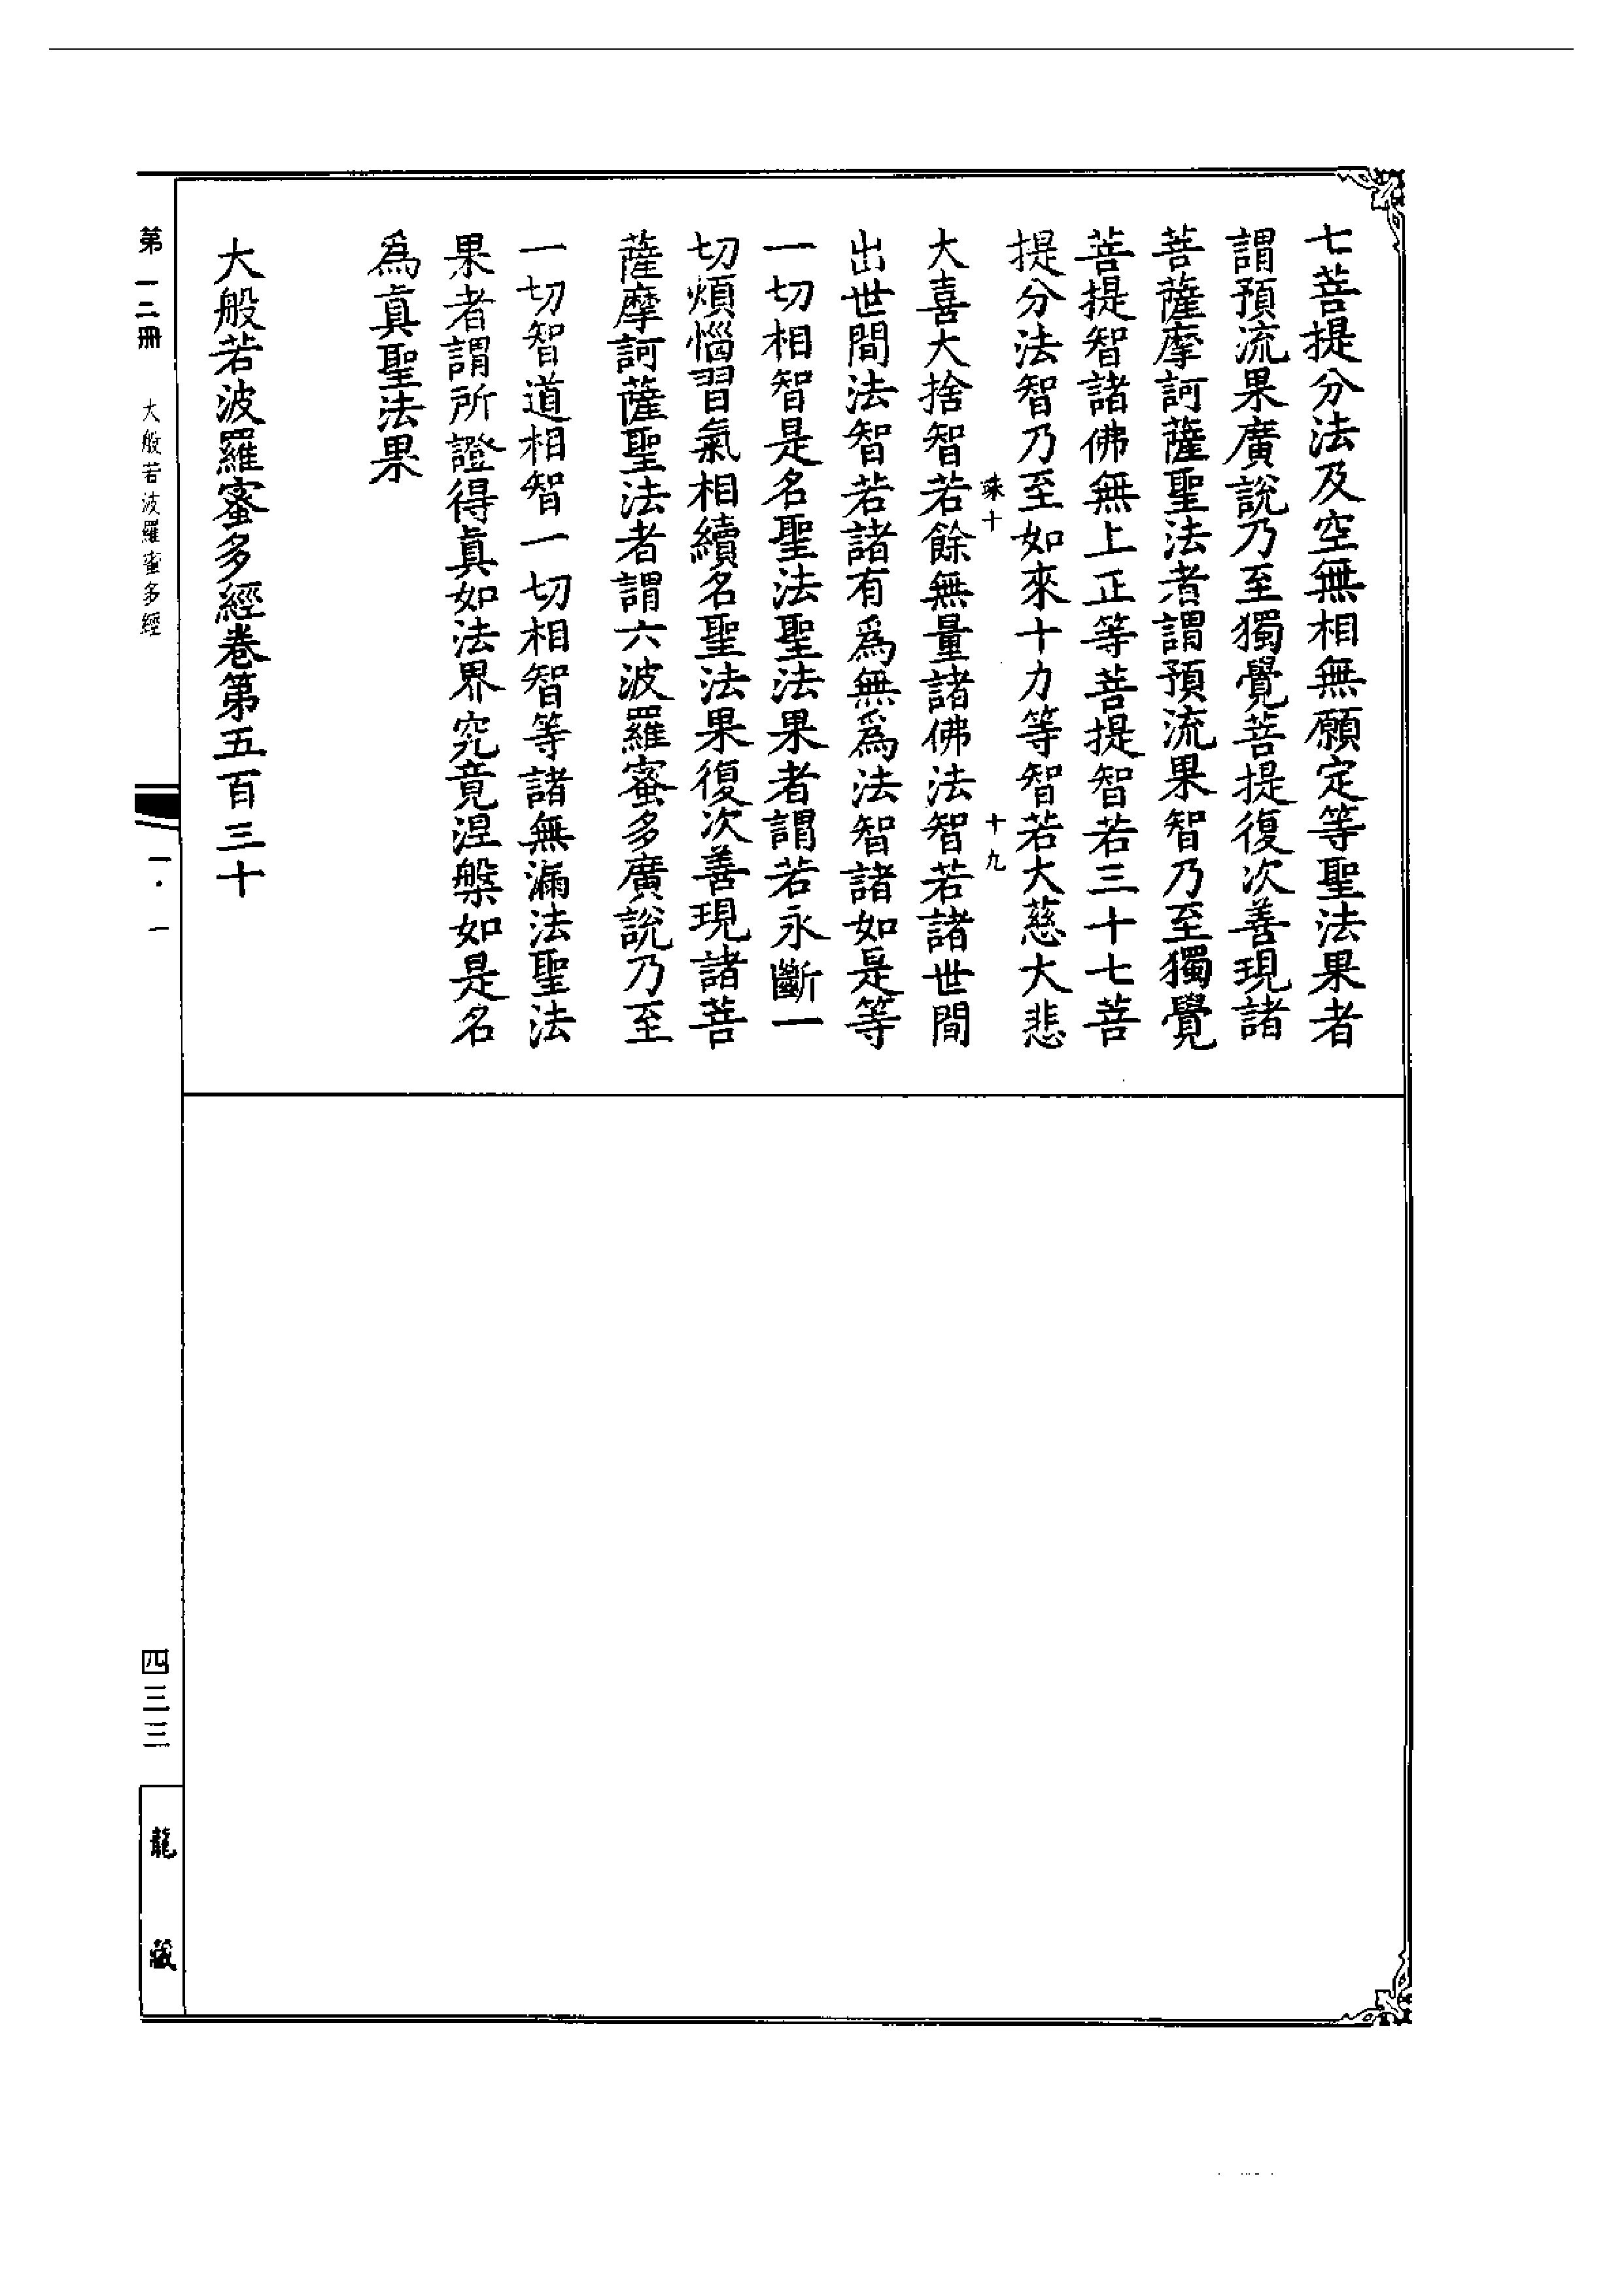 七菩提分法及空無相無願定等聖法果者
謂預流果廣說乃至獨覺菩提復次善現諸
菩薩摩訶薩聖法者謂預流果智乃至獨覺
菩提智諸佛無上正等菩提智若三十七菩
提分法智乃至如來十力等智若大慈大悲
十九
大喜大捨智若餘無量諸佛法智若諸世間
出世間法智若諸有為無為法智諸如是等
一切相智是名聖法聖法果者謂若永斷一
切煩惱習氣相續名聖法果復次善現諸菩
薩摩訶薩聖法者謂六波羅蜜多廣說乃至
一切智道相智一切相智等諸無漏法聖法
果者謂所證得真如法界究竟涅槃如是名
為真聖法果
大般若波羅蜜多經卷第五百三十
第一二冊 大般若波羅蜜多經 一·一 四三三 龍藏